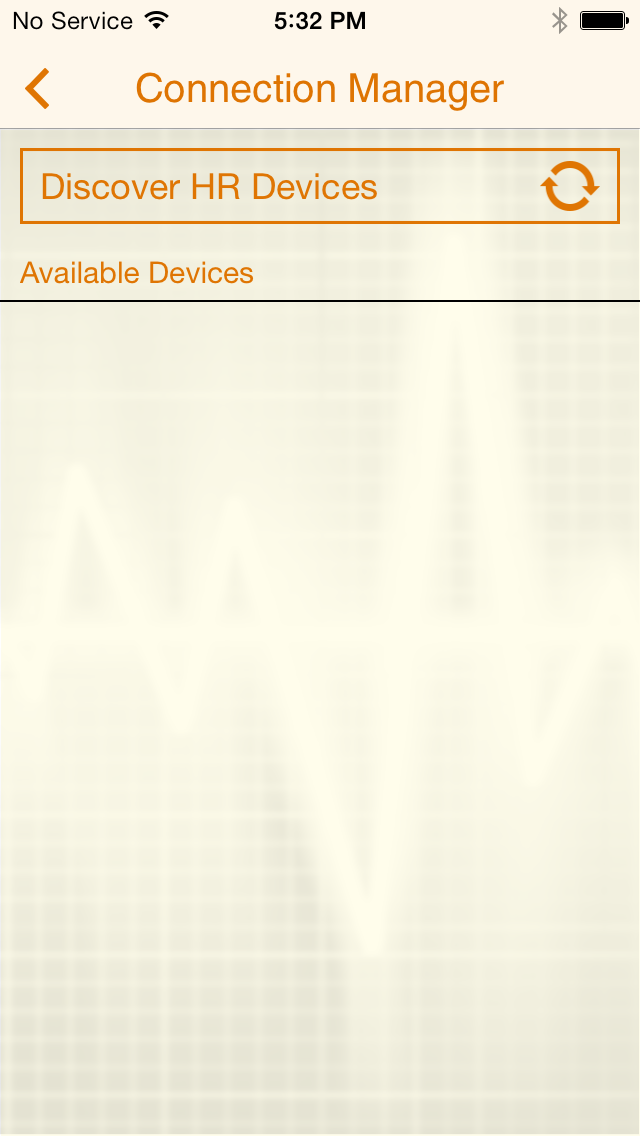 No Service 5:32 PM
Connection Manager
Discover HR Devices
Available Devices